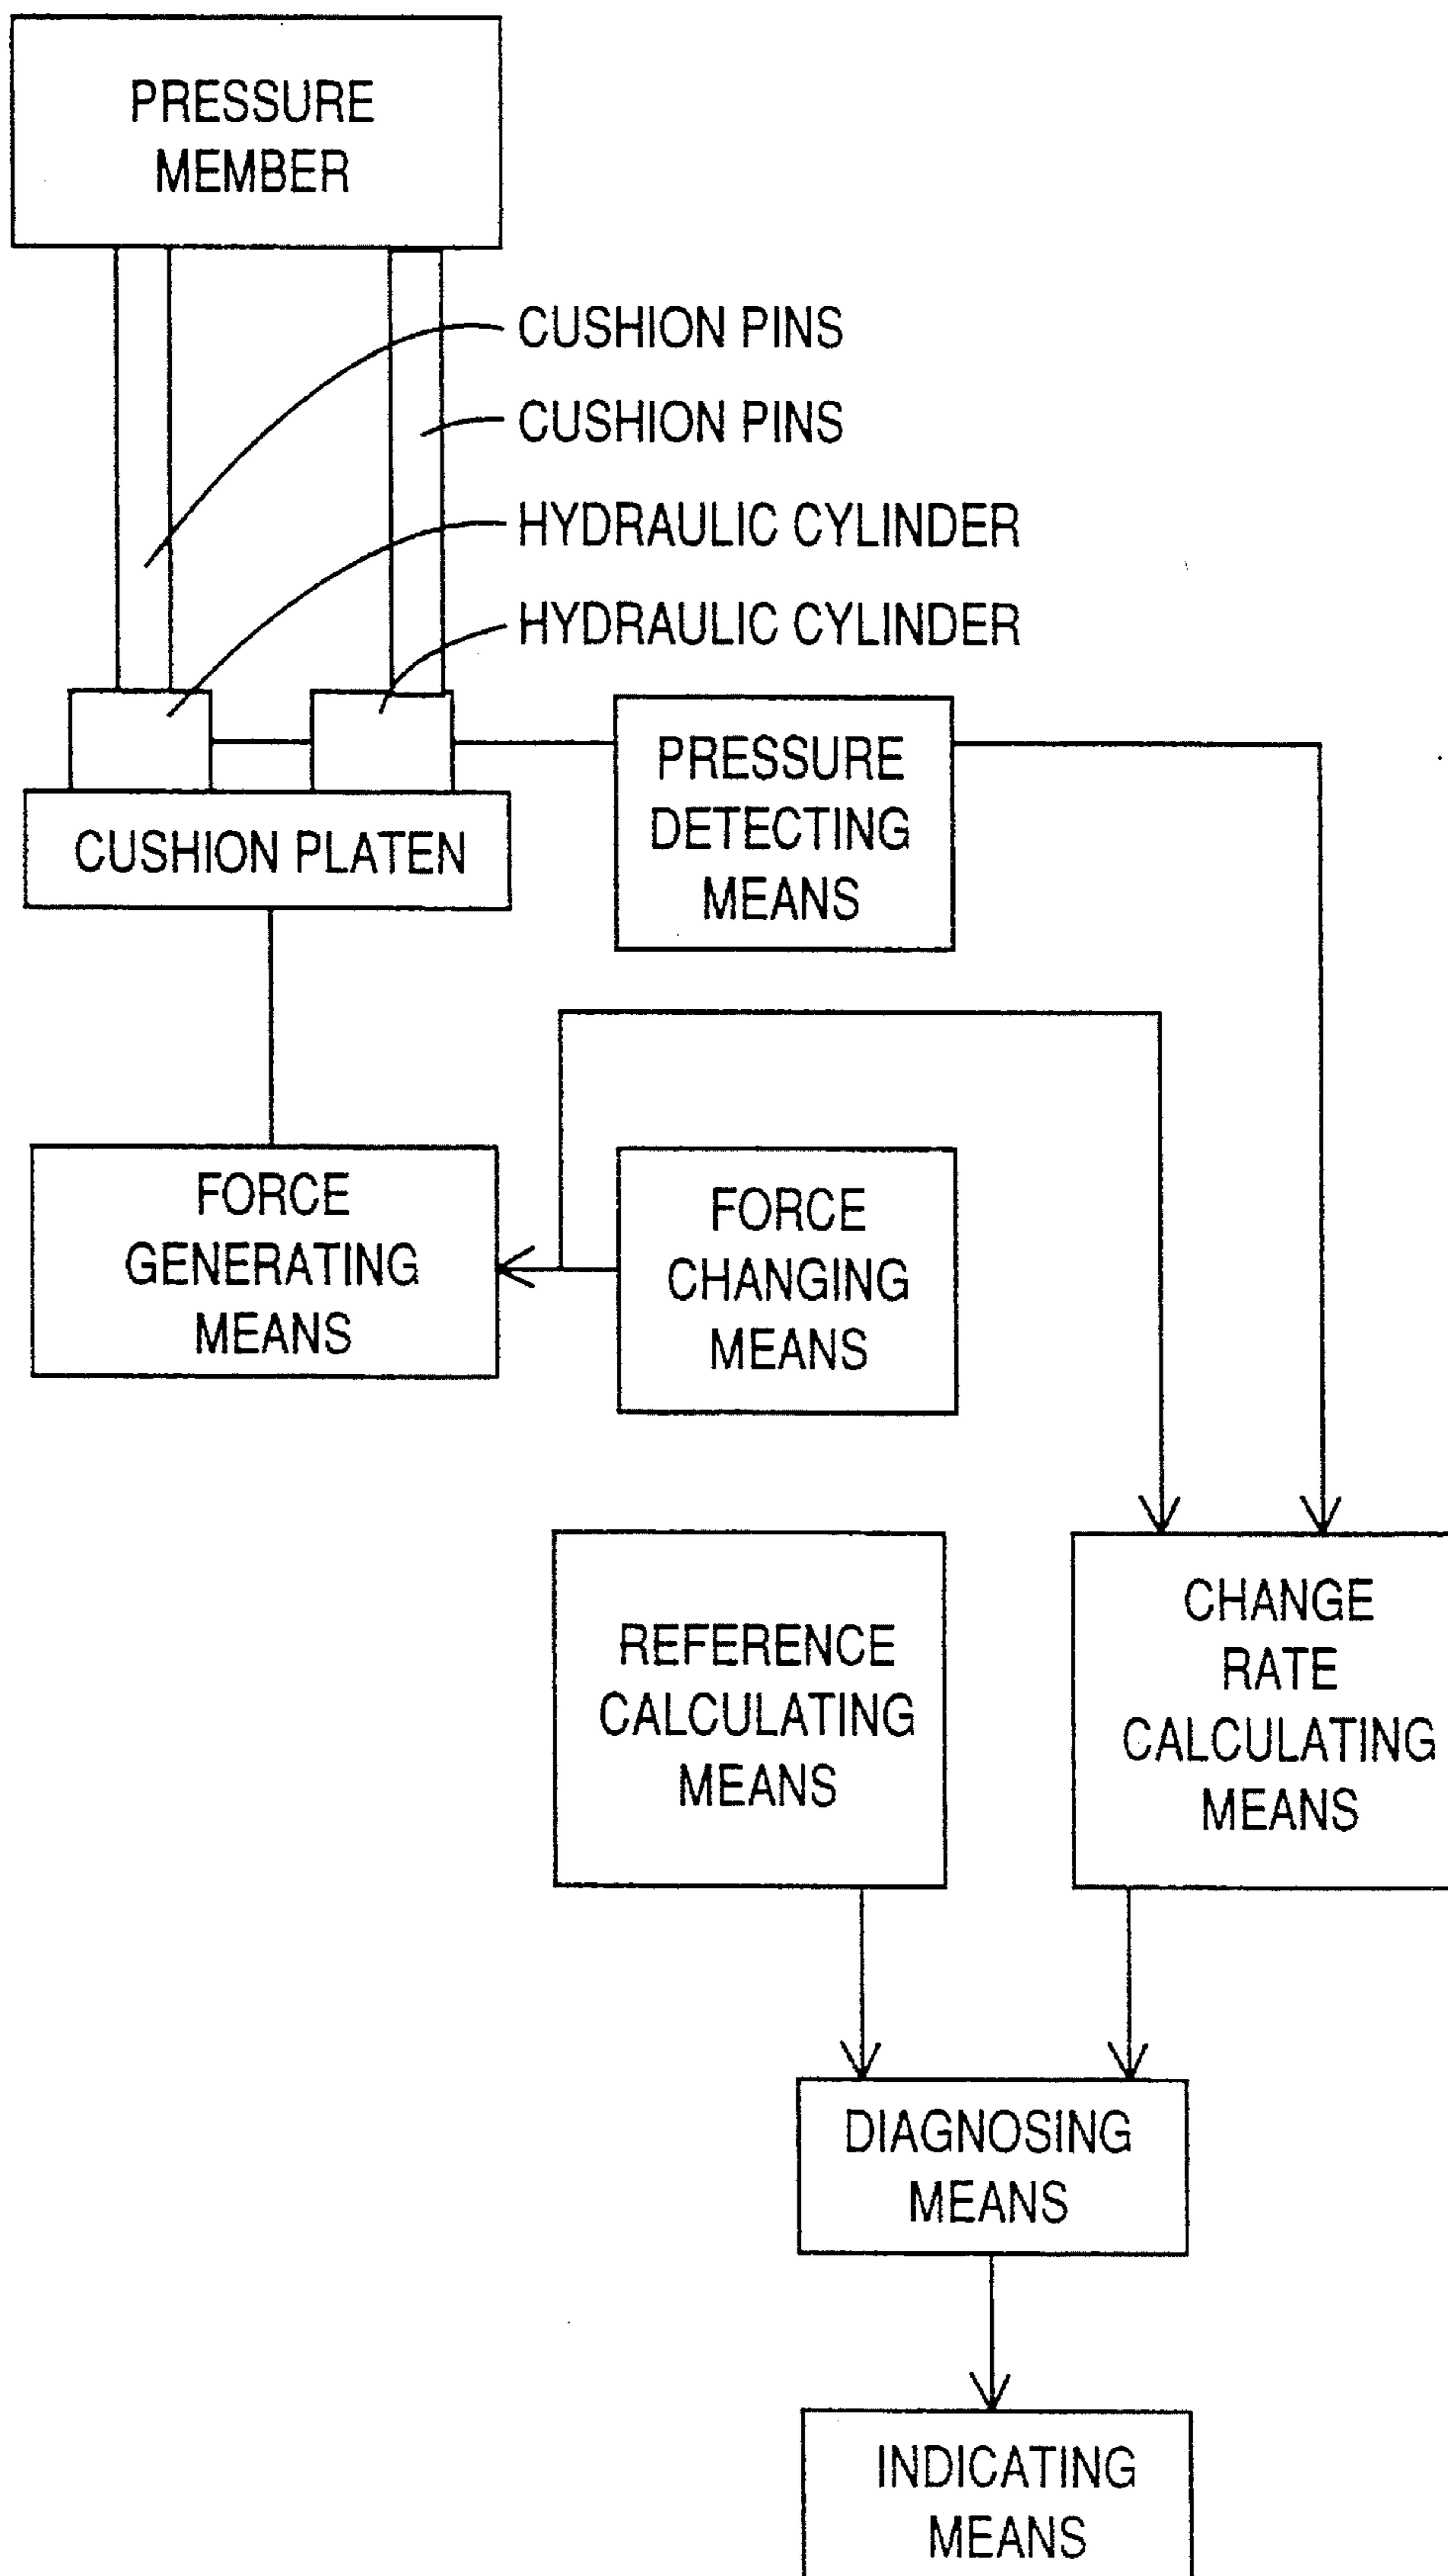 PRESSURE
MEMBER
CUSHION PINS
CUSHION PINS
HYDRAULIC CYLINDER
HYDRAULIC CYLINDER
PRESSURE
DETECTING
MEANS
CUSHION PLATEN
FORCE
GENERATING
MEANS
FORCE
CHANGING
MEANS
REFERENCE
CALCULATING
MEANS
CHANGE
RATE
CALCULATING
MEANS
DIAGNOSING
MEANS
INDICATING
MEANS